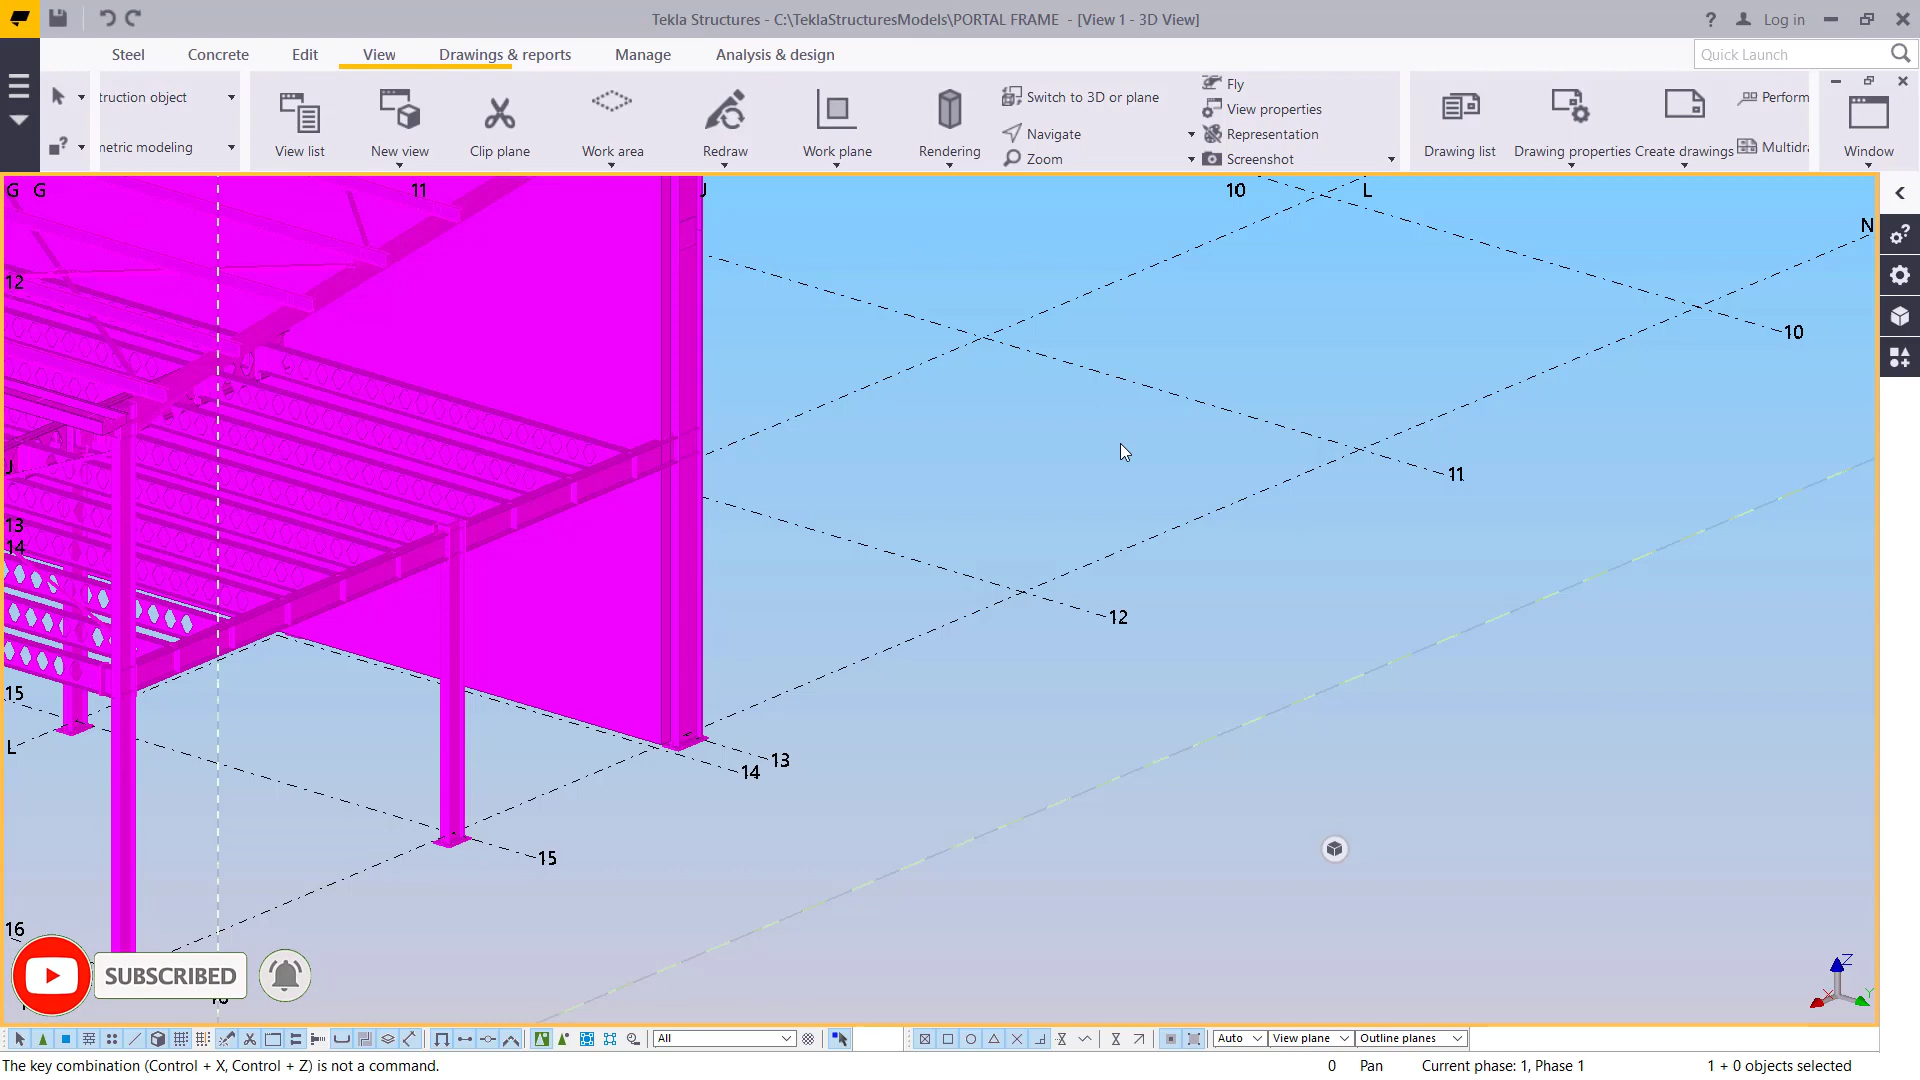 Tekla Structures - C:\TeklaStructuresModels\PORTAL FRAME - [View 1 - 3D View]
? Log in
Steel Concrete Edit View Drawings & reports Manage Analysis & design
Quick Launch
truction object
metric modeling
View list
New view
Clip plane
Work area
Redraw
Work plane
Rendering
Switch to 3D or plane
Navigate
Zoom
Fly
View properties
Representation
Screenshot
Drawing list
Drawing properties
Create drawings
Perform
Multidr
Window
G G 11 J 10 L
N
12
10
J
11
13
14
12
15
L
13
14
15
16
SUBSCRIBED
Z
X
Y
All
Auto
View plane
Outline planes
The key combination (Control + X, Control + Z) is not a command.
0 Pan Current phase: 1, Phase 1 1 + 0 objects selected